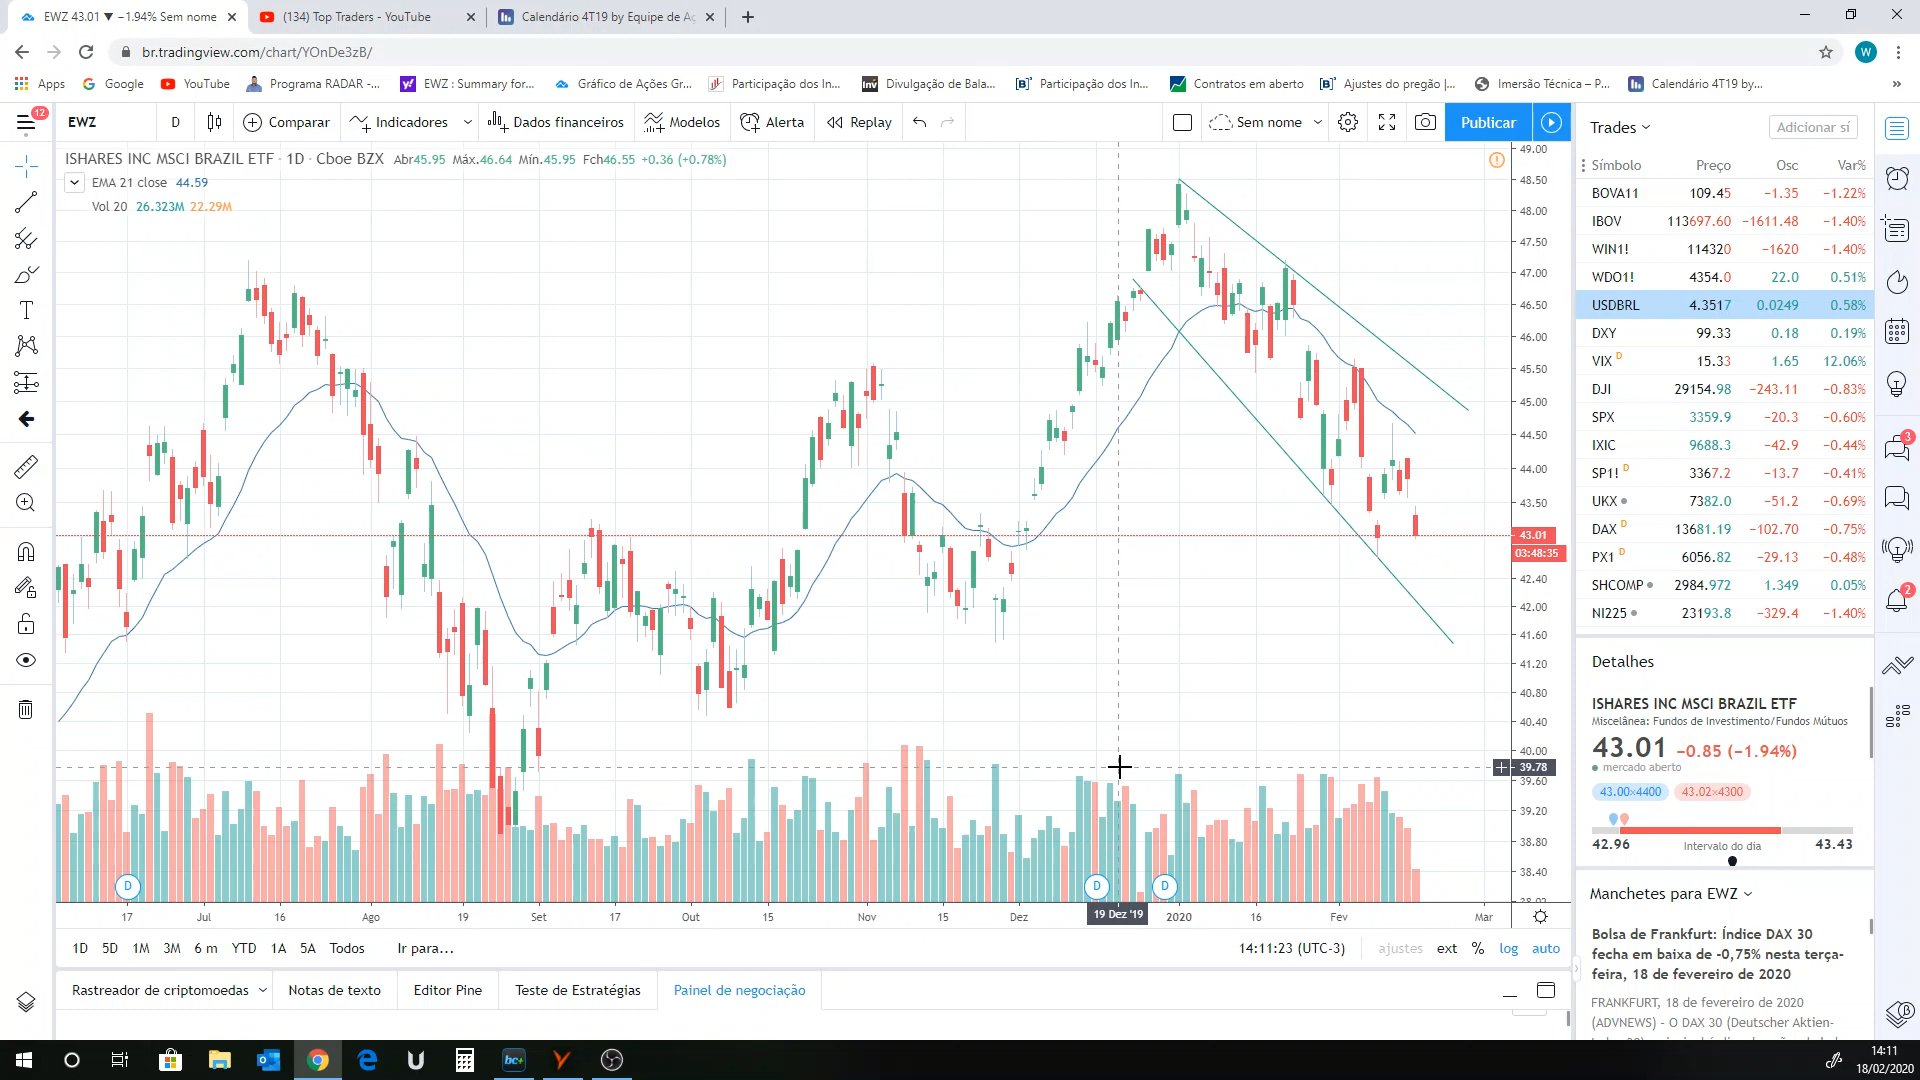 EWZ 43.01 ▼ −1.94% Sem nome
(134) Top Traders - YouTube
Calendário 4T19 by Equipe de Aç
br.tradingview.com/chart/YOnDe3zB/
W
Apps
Google
YouTube
Programa RADAR -...
EWZ : Summary for...
Gráfico de Ações Gr...
Participação dos In...
Divulgação de Bala...
Participação dos In...
Contratos em aberto
Ajustes do pregão |...
Imersão Técnica – P...
Calendário 4T19 by...
»
12
EWZ
D
Comparar
Indicadores
Dados financeiros
Modelos
Alerta
Replay
Sem nome
Publicar
ISHARES INC MSCI BRAZIL ETF · 1D · Cboe BZX Abr45.95 Máx.46.64 Mín.45.95 Fch46.55 +0.36 (+0.78%)
EMA 21 close 44.59
Vol 20 26.323M 22.29M
49.00
48.50
48.00
47.50
47.00
46.50
46.00
45.50
45.00
44.50
44.00
43.50
43.01
03:48:35
42.40
42.00
41.60
41.20
40.80
40.40
40.00
39.78
39.60
39.20
38.80
38.40
38.02
D
D
D
17
Jul
16
Ago
19
Set
17
Out
15
Nov
15
Dez
19 Dez '19
2020
16
Fev
Mar
1D 5D 1M 3M 6 m YTD 1A 5A Todos Ir para...
14:11:23 (UTC-3) ajustes ext % log auto
Rastreador de criptomoedas
Notas de texto
Editor Pine
Teste de Estratégias
Painel de negociação
Trades
Adicionar sí
Símbolo Preço Osc Var%
BOVA11 109.45 −1.35 −1.22%
IBOV 113697.60 −1611.48 −1.40%
WIN1! 114320 −1620 −1.40%
WDO1! 4354.0 22.0 0.51%
USDBRL 4.3517 0.0249 0.58%
DXY 99.33 0.18 0.19%
VIX D 15.33 1.65 12.06%
DJI 29154.98 −243.11 −0.83%
SPX 3359.9 −20.3 −0.60%
IXIC 9688.3 −42.9 −0.44%
SP1! D 3367.2 −13.7 −0.41%
UKX 7382.0 −51.2 −0.69%
DAX D 13681.19 −102.70 −0.75%
PX1 D 6056.82 −29.13 −0.48%
SHCOMP 2984.972 1.349 0.05%
NI225 23193.8 −329.4 −1.40%
3
2
Detalhes
ISHARES INC MSCI BRAZIL ETF
Miscelânea: Fundos de Investimento/Fundos Mútuos
43.01 −0.85 (−1.94%)
mercado aberto
43.00×4400 43.02×4300
42.96 Intervalo do dia 43.43
Manchetes para EWZ
Bolsa de Frankfurt: Índice DAX 30
fecha em baixa de -0,75% nesta terça-
feira, 18 de fevereiro de 2020
FRANKFURT, 18 de fevereiro de 2020
(ADVNEWS) - O DAX 30 (Deutscher Aktien-
bc+
14:11
18/02/2020